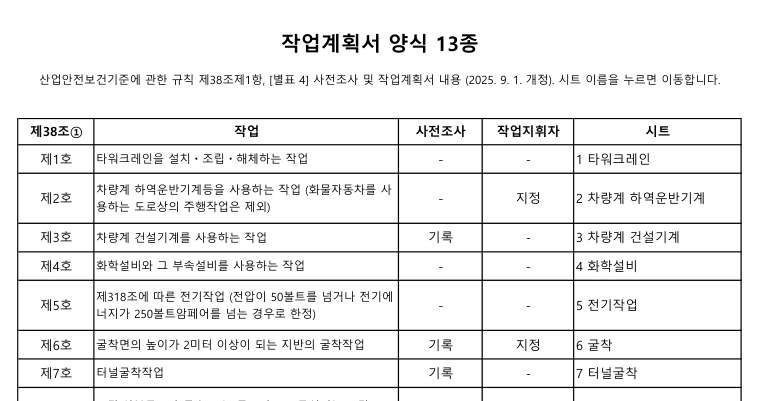 작업계획서 양식 13종
산업안전보건기준에 관한 규칙 제38조제1항, [별표 4] 사전조사 및 작업계획서 내용 (2025. 9. 1. 개정). 시트 이름을 누르면 이동합니다.
제38조① 작업 사전조사 작업지휘자 시트
제1호 타워크레인을 설치・조립・해체하는 작업 - - 1 타워크레인
제2호 차량계 하역운반기계등을 사용하는 작업 (화물자동차를 사
용하는 도로상의 주행작업은 제외) - 지정 2 차량계 하역운반기계
제3호 차량계 건설기계를 사용하는 작업 기록 - 3 차량계 건설기계
제4호 화학설비와 그 부속설비를 사용하는 작업 - - 4 화학설비
제5호 제318조에 따른 전기작업 (전압이 50볼트를 넘거나 전기에
너지가 250볼트암페어를 넘는 경우로 한정) - - 5 전기작업
제6호 굴착면의 높이가 2미터 이상이 되는 지반의 굴착작업 기록 지정 6 굴착
제7호 터널굴착작업 기록 - 7 터널굴착